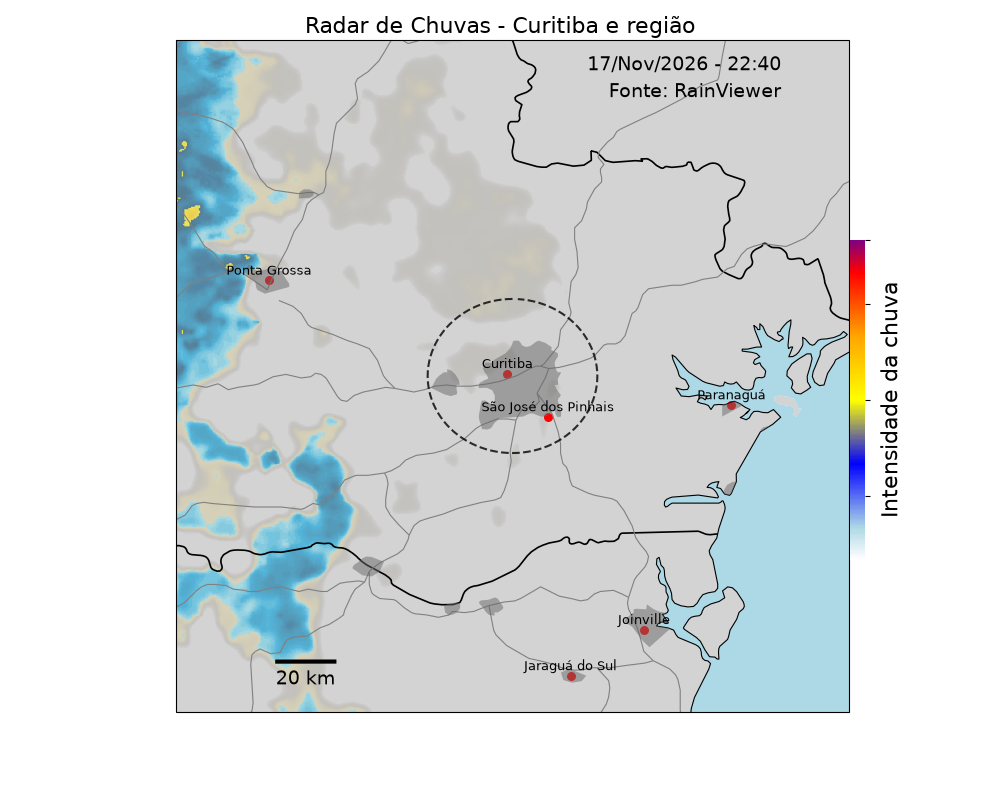 Radar de Chuvas - Curitiba e região
17/Nov/2026 - 22:40
Fonte: RainViewer
Ponta Grossa
Curitiba
São José dos Pinhais
Paranaguá
Intensidade da chuva
Joinville
Jaraguá do Sul
20 km